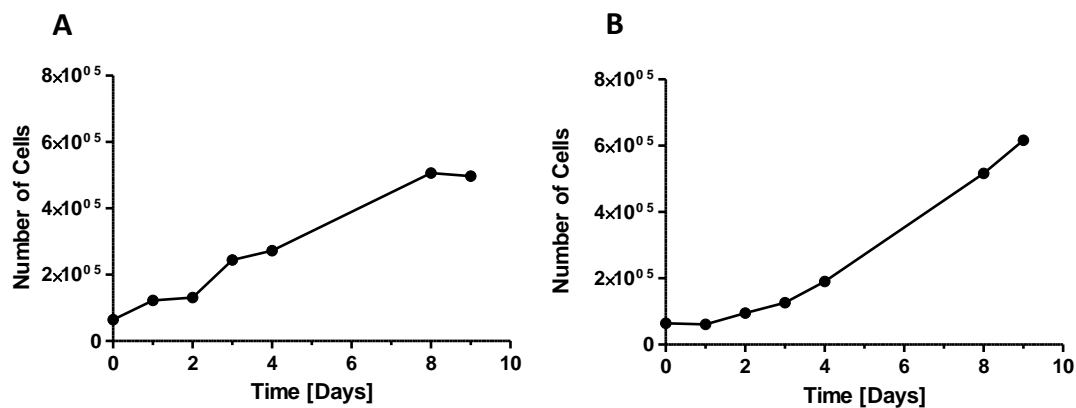 A
Number of Cells
8×10⁰⁵
6×10⁰⁵
4×10⁰⁵
2×10⁰⁵
0
0 2 4 6 8 10
Time [Days]
B
Number of Cells
8×10⁰⁵
6×10⁰⁵
4×10⁰⁵
2×10⁰⁵
0
0 2 4 6 8 10
Time [Days]